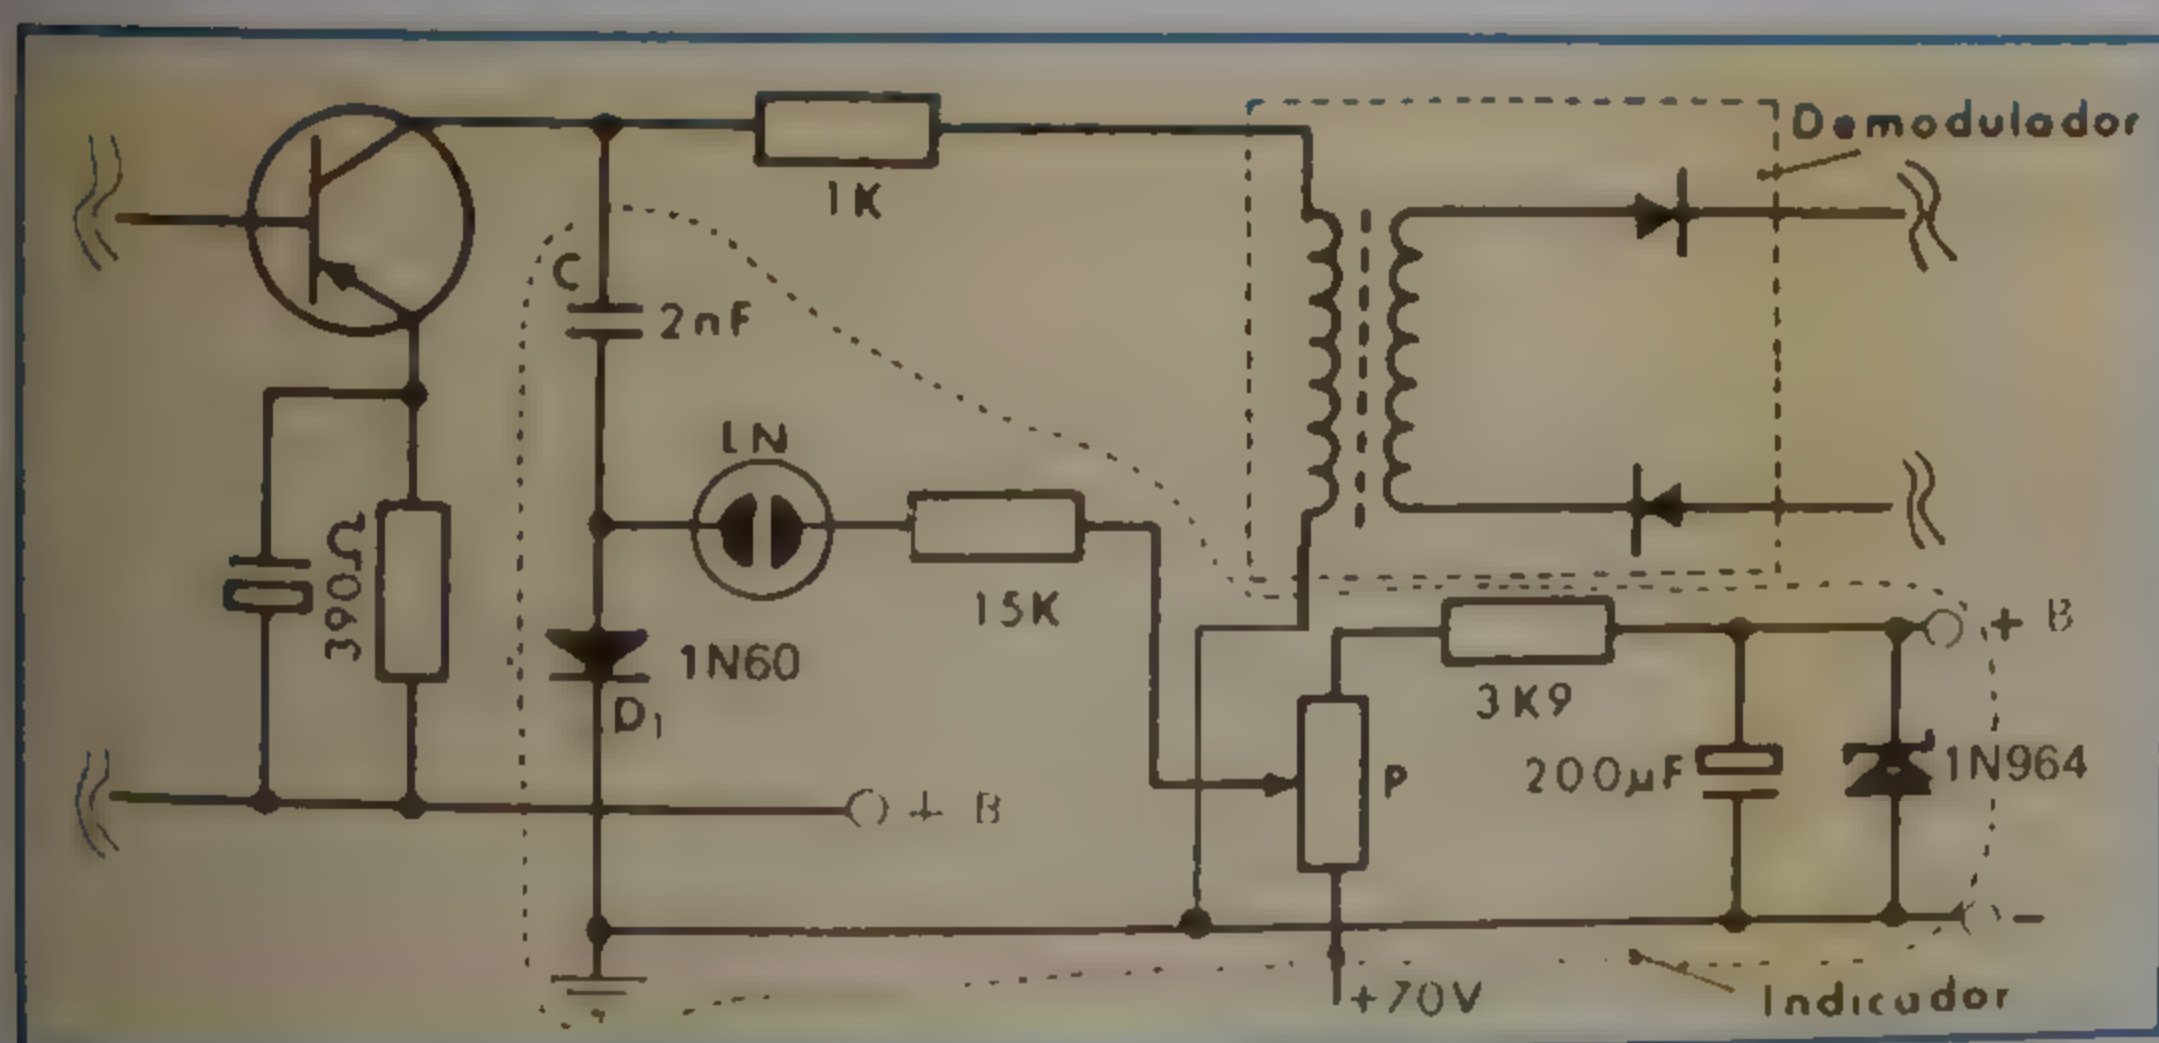 Demodulador
1K
C
2nF
LN
390Ω
15K
1N60
D1
+ B
3K9
200µF
1N964
P
+ B
−
+70V
Indicador